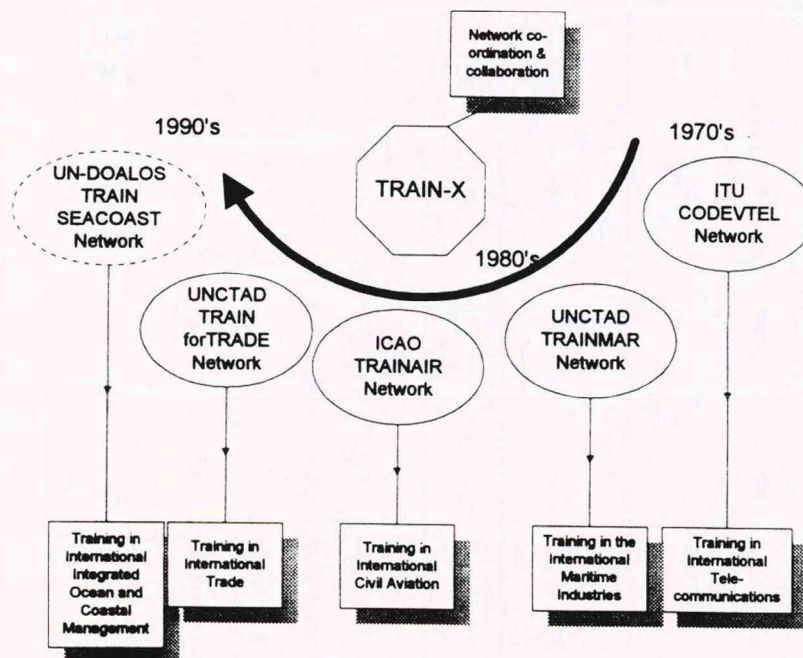 Network co-
ordination &
collaboration
1990's
1970's
TRAIN-X
UN-DOALOS
TRAIN
SEACOAST
Network
ITU
CODEVTEL
Network
1980's
UNCTAD
TRAIN
forTRADE
Network
ICAO
TRAINAIR
Network
UNCTAD
TRAINMAR
Network
Training in
International
Integrated
Ocean and
Coastal
Management
Training in
International
Trade
Training in
International
Civil Aviation
Training in the
International
Maritime
Industries
Training in
International
Tele-
communications